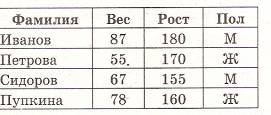 Фамилия Вес Рост Пол
Иванов 87 180 М
Петрова 55. 170 Ж
Сидоров 67 155 М
Пупкина 78 160 Ж